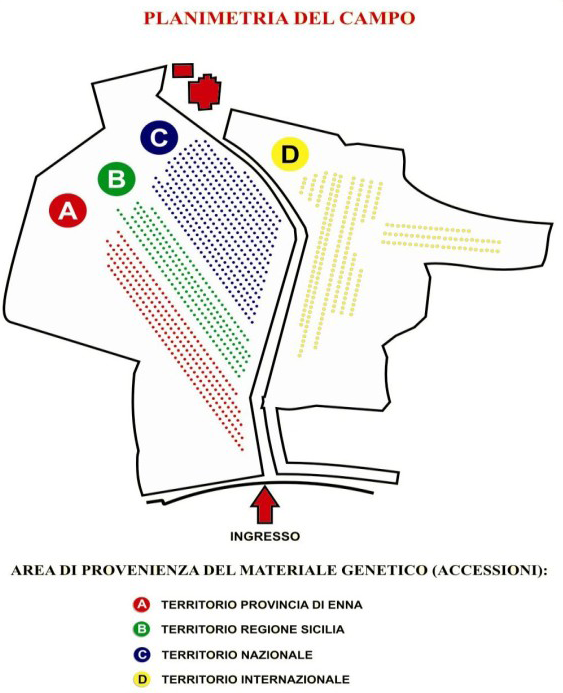 PLANIMETRIA DEL CAMPO
C
D
B
A
INGRESSO
AREA DI PROVENIENZA DEL MATERIALE GENETICO (ACCESSIONI):
A TERRITORIO PROVINCIA DI ENNA
B TERRITORIO REGIONE SICILIA
C TERRITORIO NAZIONALE
D TERRITORIO INTERNAZIONALE